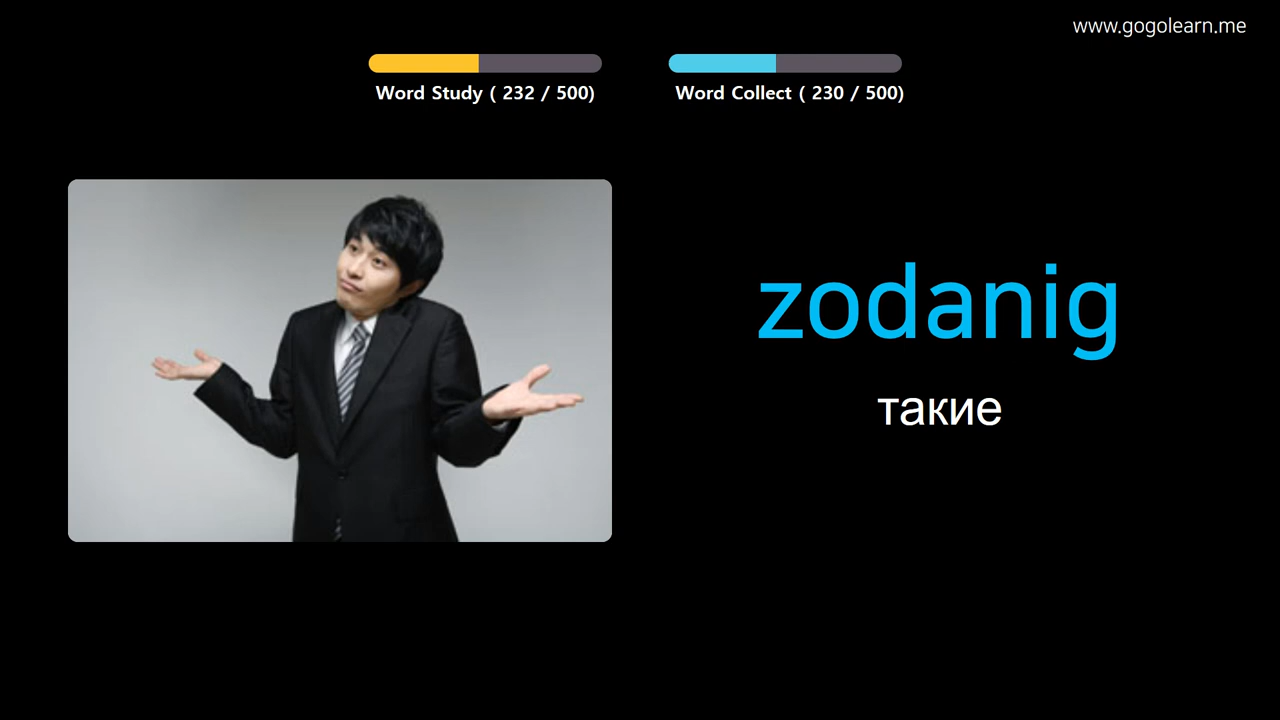 www.gogolearn.me
Word Study ( 232 / 500)
Word Collect ( 230 / 500)
zodanig
такие